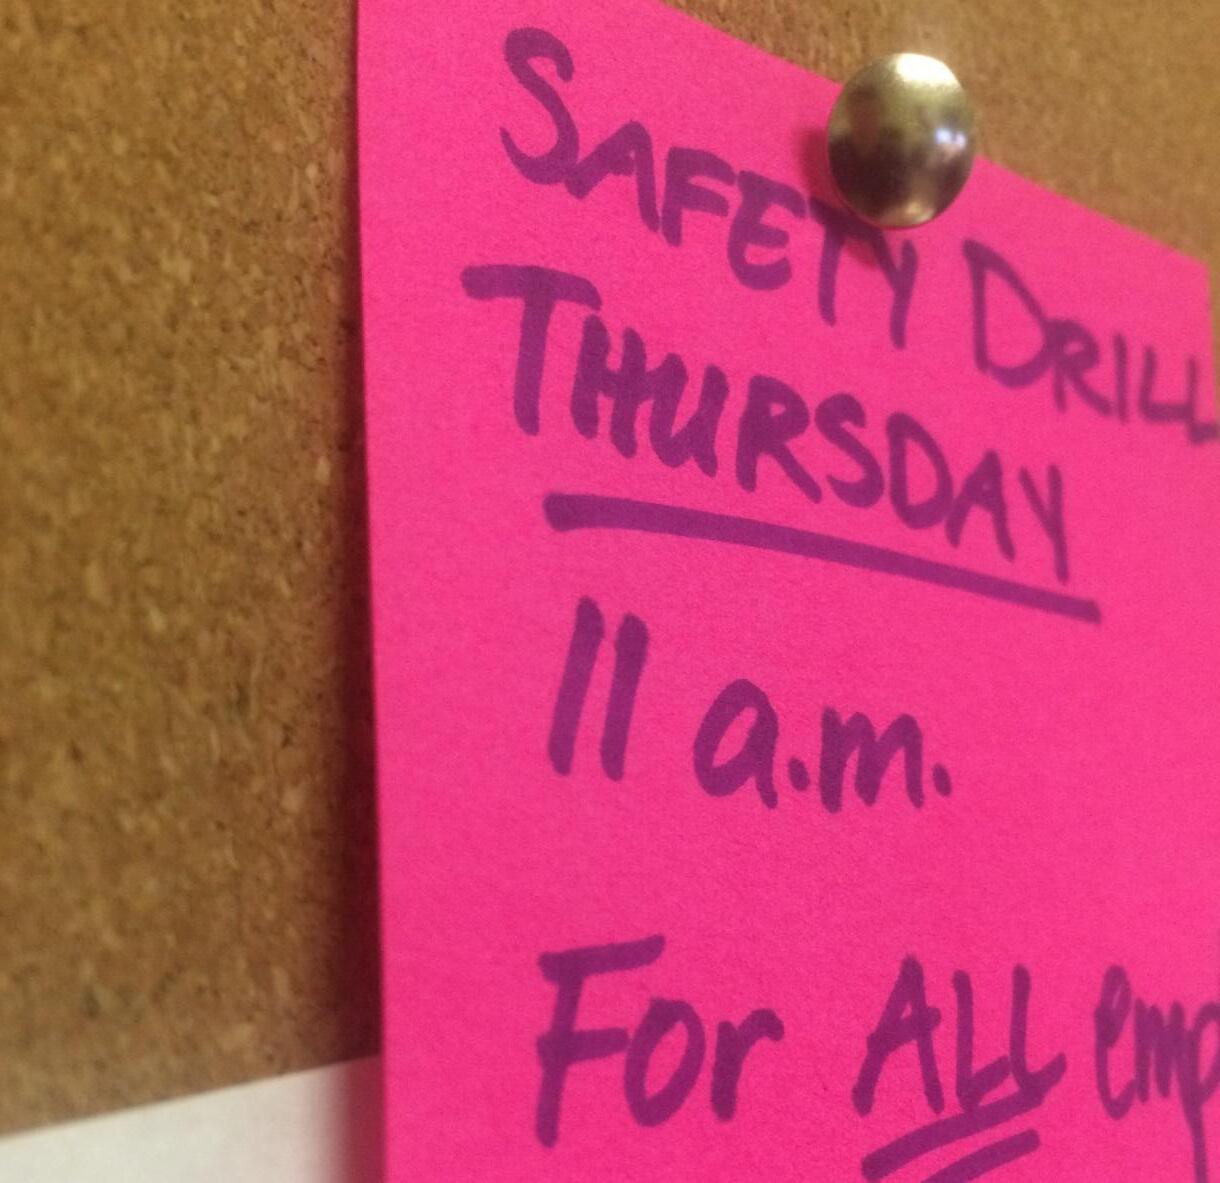 SAFETY DRILL
THURSDAY
11 a.m.
For ALL emp